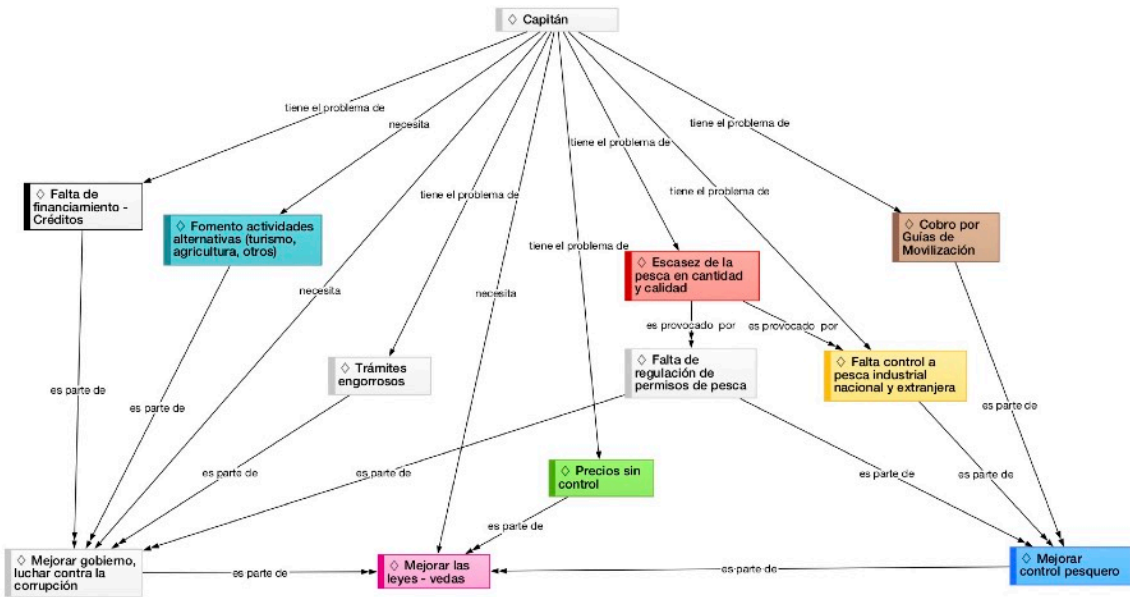 ◇ Capitán
tiene el problema de
necesita
tiene el problema de
tiene el problema de
tiene el problema de
tiene el problema de
tiene el problema de
◇ Falta de
financiamiento -
Créditos
◇ Fomento actividades
alternativas (turismo,
agricultura, otros)
◇ Cobro por
Guías de
Movilización
tiene el problema de
◇ Escasez de la
pesca en cantidad
y calidad
necesita
necesita
es provocado por
es provocado por
◇ Trámites
engorrosos
◇ Falta de
regulación de
permisos de pesca
◇ Falta control a
pesca industrial
nacional y extranjera
es parte de
es parte de
es parte de
es parte de
es parte de
es parte de
es parte de
◇ Precios sin
control
es parte de
◇ Mejorar gobierno,
luchar contra la
corrupción
es parte de
◇ Mejorar las
leyes - vedas
es parte de
◇ Mejorar
control pesquero